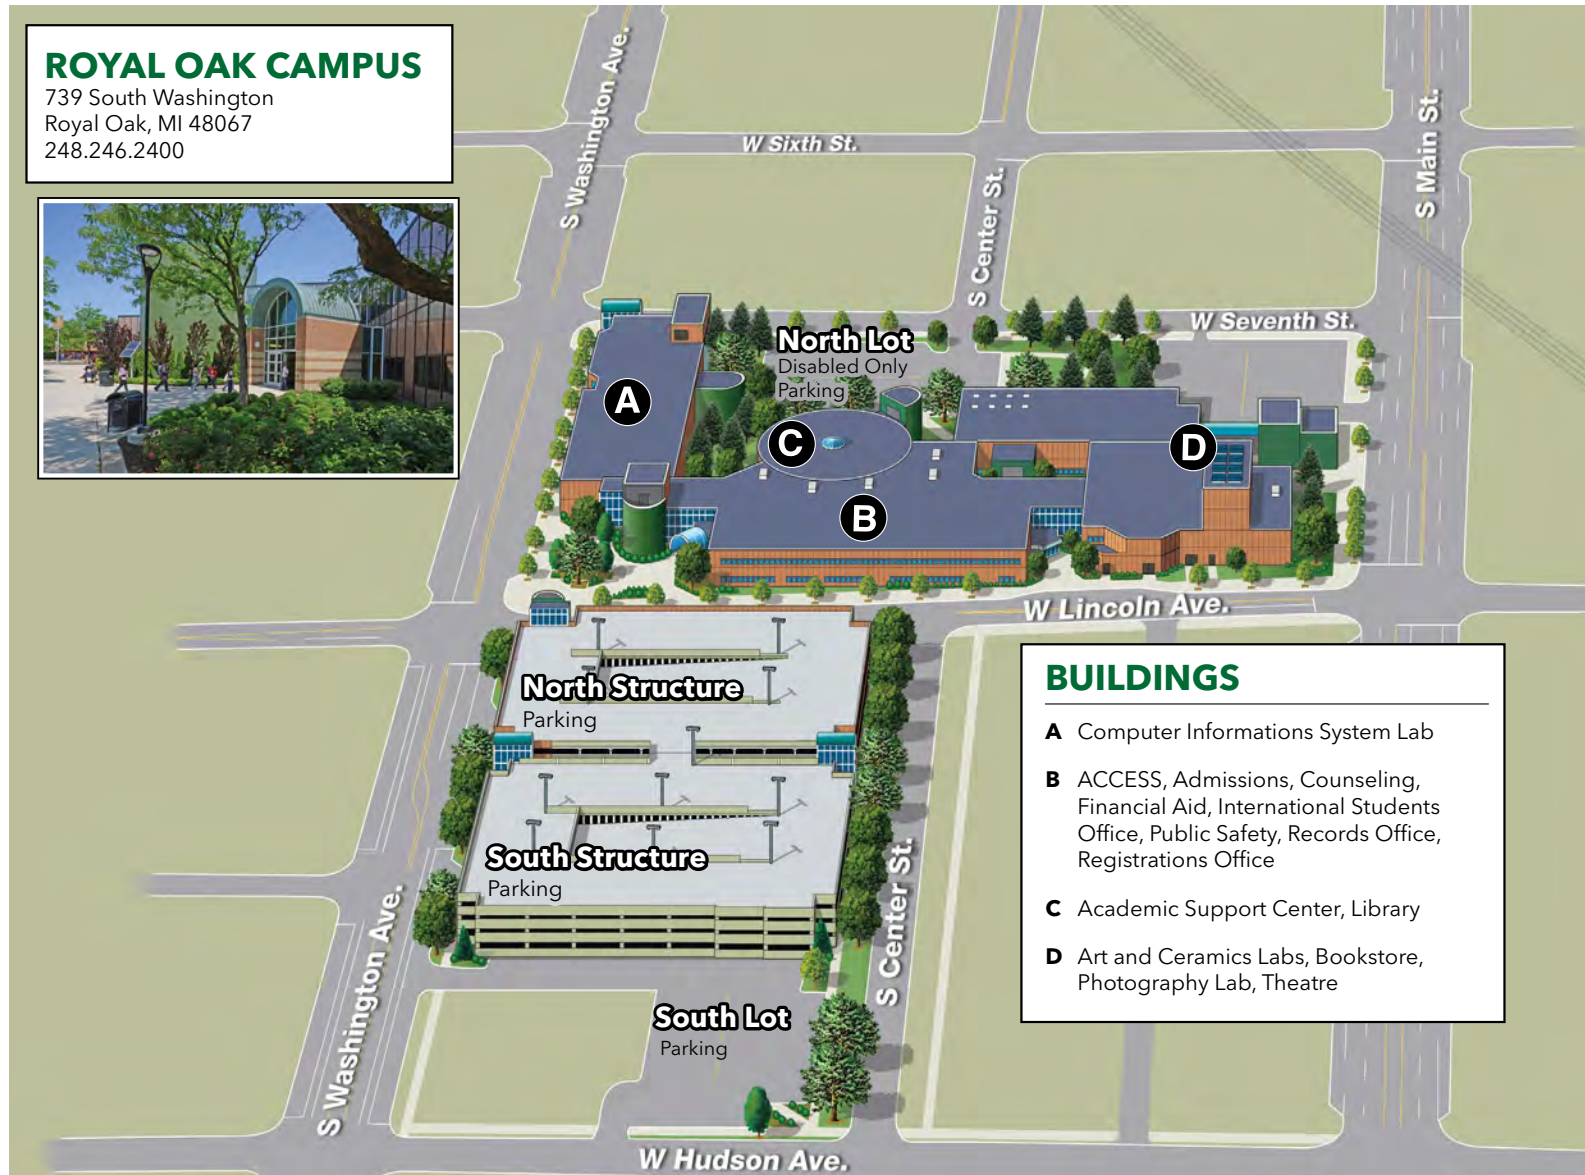 ROYAL OAK CAMPUS
739 South Washington
Royal Oak, MI 48067
248.246.2400
S Washington Ave.
W Sixth St.
S Center St.
S Main St.
W Seventh St.
North Lot
Disabled Only
Parking
A
C
D
B
W Lincoln Ave.
North Structure
Parking
South Structure
Parking
S Washington Ave.
S Center St.
South Lot
Parking
W Hudson Ave.
BUILDINGS
A Computer Informations System Lab
B ACCESS, Admissions, Counseling,
Financial Aid, International Students
Office, Public Safety, Records Office,
Registrations Office
C Academic Support Center, Library
D Art and Ceramics Labs, Bookstore,
Photography Lab, Theatre